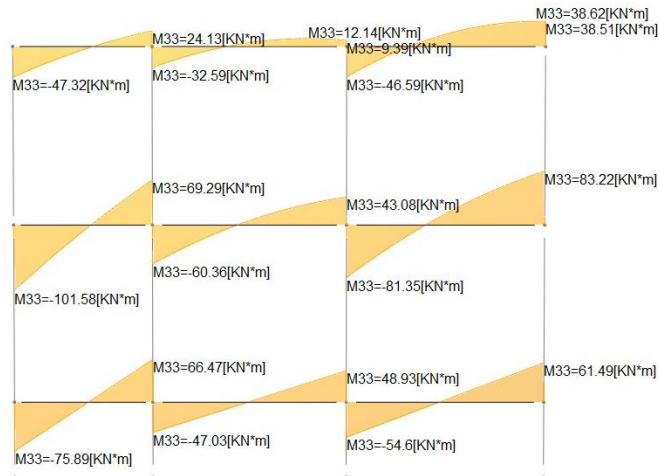 M33=38.62[KN*m]
M33=24.13[KN*m]
M33=12.14[KN*m]
M33=38.51[KN*m]
M33=9.39[KN*m]
M33=-47.32[KN*m]
M33=-32.59[KN*m]
M33=-46.59[KN*m]
M33=69.29[KN*m]
M33=83.22[KN*m]
M33=43.08[KN*m]
M33=-101.58[KN*m]
M33=-60.36[KN*m]
M33=-81.35[KN*m]
M33=66.47[KN*m]
M33=48.93[KN*m]
M33=61.49[KN*m]
M33=-75.89[KN*m]
M33=-47.03[KN*m]
M33=-54.6[KN*m]